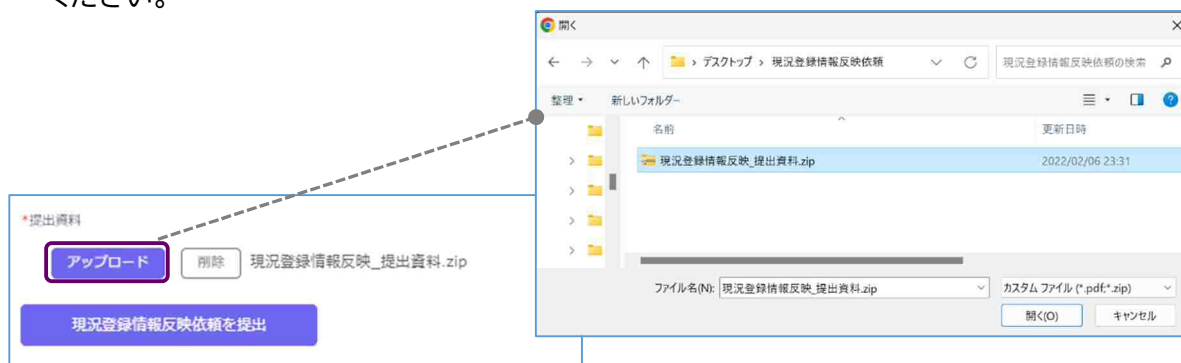 ください。
開く
デスクトップ › 現況登録情報反映依頼
現況登録情報反映依頼の検索
整理
新しいフォルダー
名前
更新日時
現況登録情報反映_提出資料.zip
2022/02/06 23:31
ファイル名(N): 現況登録情報反映_提出資料.zip
カスタム ファイル (*.pdf;*.zip)
開く(O)
キャンセル
*提出資料
アップロード
削除
現況登録情報反映_提出資料.zip
現況登録情報反映依頼を提出